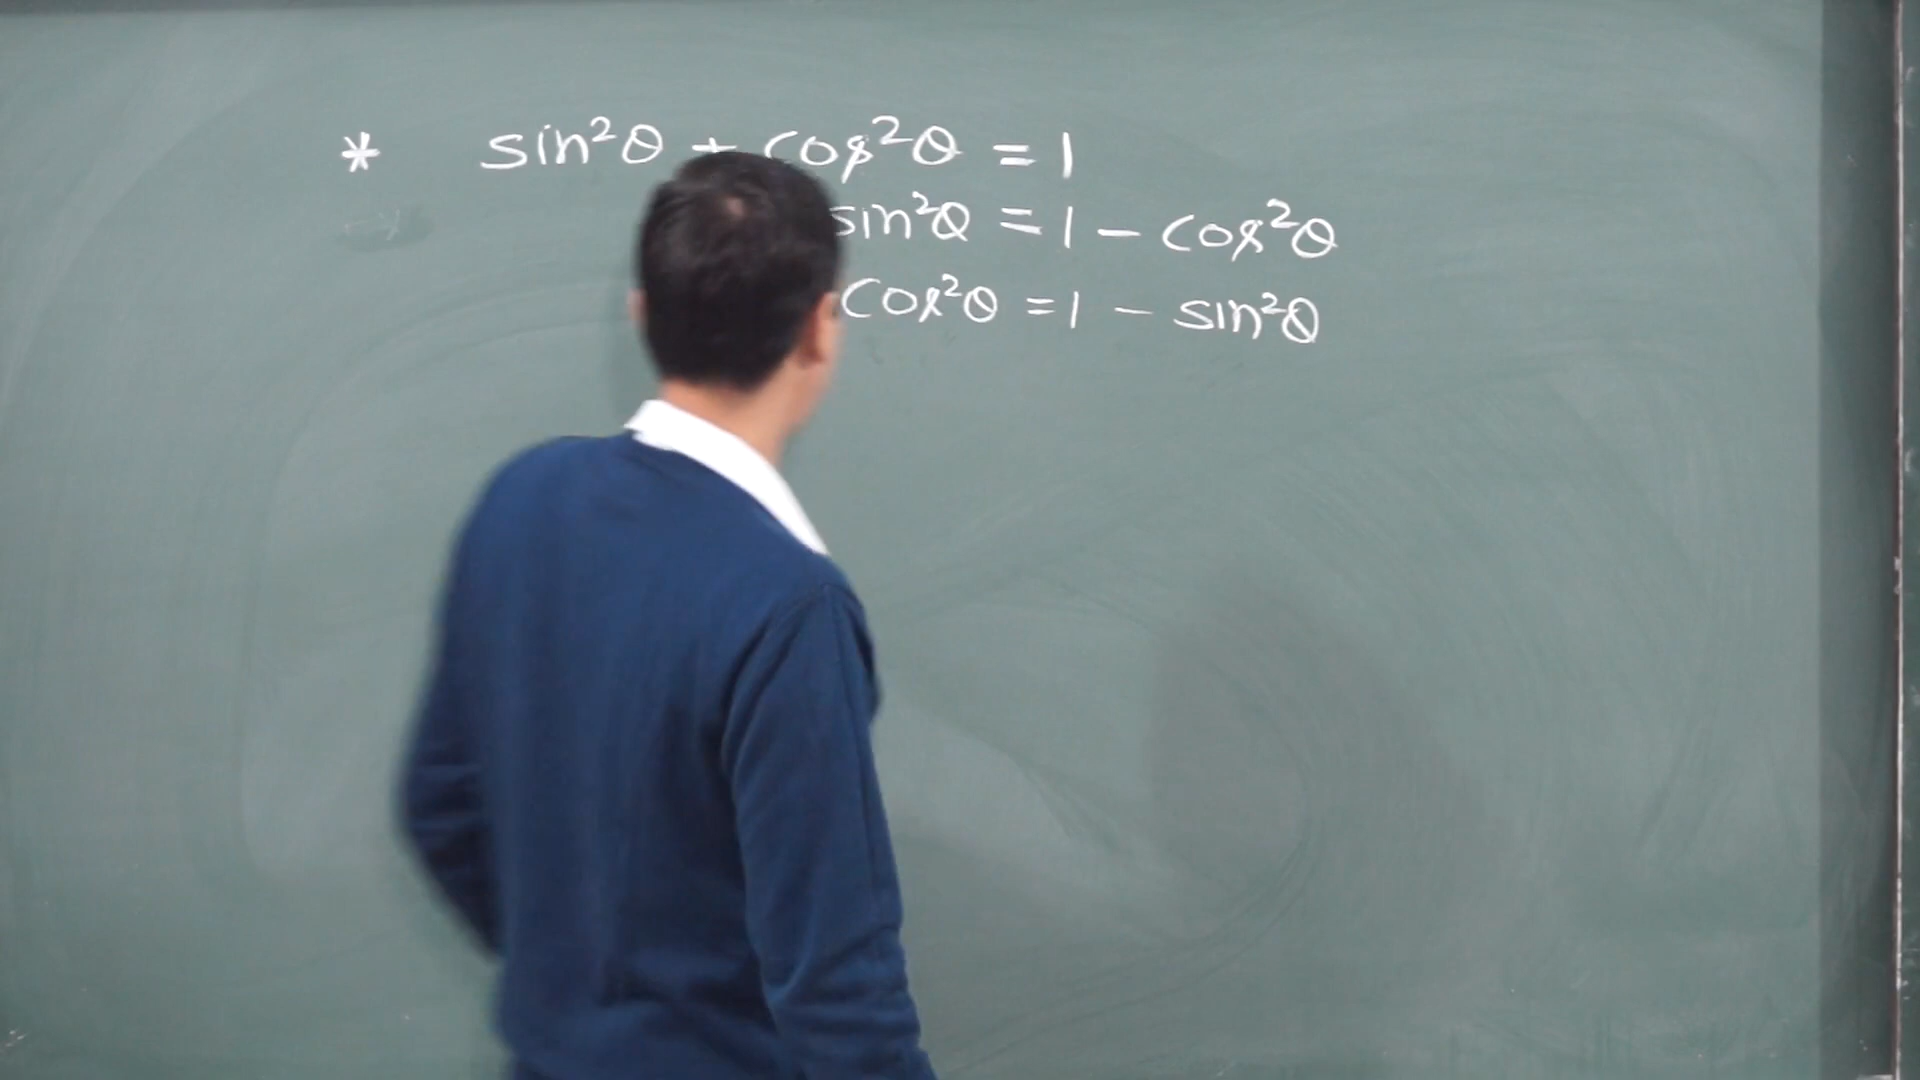 * sin²θ + cos²θ = 1
sin²θ = 1 - cos²θ
cos²θ = 1 - sin²θ